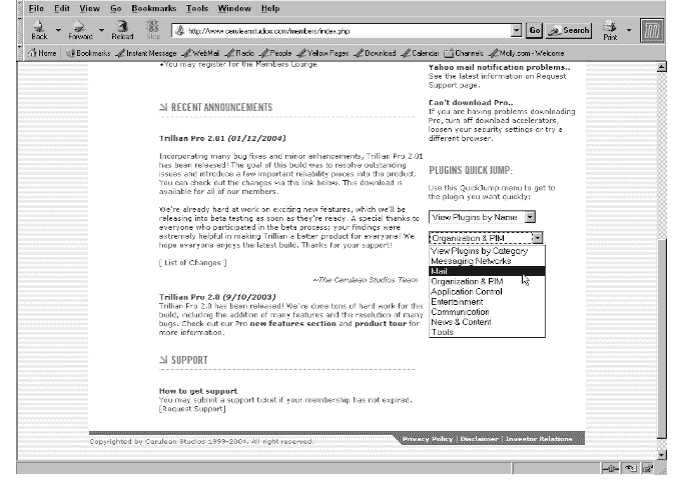 File Edit View Go Bookmarks Tools Window Help
Back Forward Reload Stop http://www.ceruleanstudios.com/members/index.php Go Search Print
Home Bookmarks Instant Message WebMail Radio People Yellow Pages Download Calendar Channels Molly.com - Welcome
• You may register for the Members Lounge
RECENT ANNOUNCEMENTS
Trillian Pro 2.01 (01/12/2004)
Incorporating many bug fixes and minor enhancements, Trillian Pro 2.01
has been released! The goal of this build was to resolve outstanding
issues and introduce a few important reliability pieces into the product.
You can check out the changes via the link below. This download is
available for all of our members.
We're already hard at work on exciting new features, which we'll be
releasing into beta testing as soon as they're ready. A special thanks to
everyone who participated in the beta process; your findings were
extremely helpful in making Trillian a better product for everyone! We
hope everyone enjoys the latest build. Thanks for your support!
[ List of Changes ]
~The Cerulean Studios Team
Trillian Pro 2.0 (9/10/2003)
Trillian Pro 2.0 has been released! We've done tons of hard work for this
build, including the addition of many features and the resolution of many
bugs. Check out our Pro new features section and product tour for
more information.
SUPPORT
How to get support
You may submit a support ticket if your membership has not expired.
[Request Support]
Yahoo mail notification problems..
See the latest information on Request
Support page.
Can't download Pro..
If you are having problems downloading
Pro, turn off download accelerators,
loosen your security settings or try a
different browser.
PLUGINS QUICK JUMP:
Use this QuickJump menu to get to
the plugin you want quickly:
View Plugins by Name
Organization & PIM
View Plugins by Category
Messaging Networks
Mail
Organization & PIM
Application Control
Entertainment
Communication
News & Content
Tools
Copyrighted by Cerulean Studios 1999-2004. All right reserved.
Privacy Policy | Disclaimer | Investor Relations